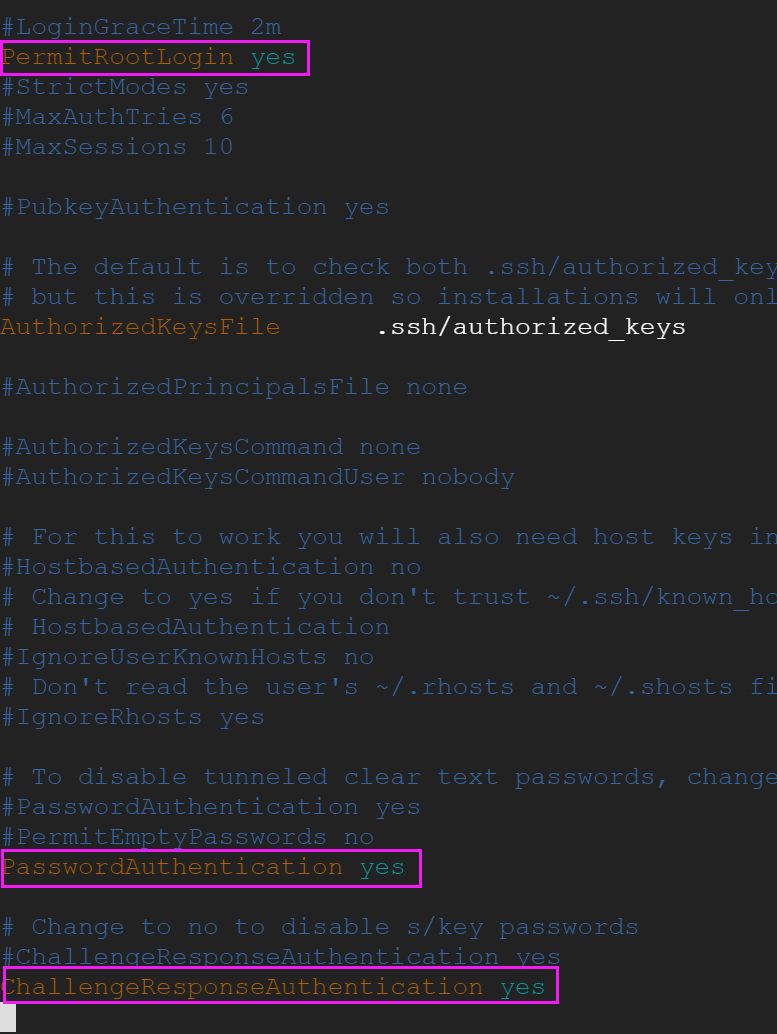 #LoginGraceTime 2m
PermitRootLogin yes
#StrictModes yes
#MaxAuthTries 6
#MaxSessions 10
#PubkeyAuthentication yes
# The default is to check both .ssh/authorized_key
# but this is overridden so installations will onl
AuthorizedKeysFile .ssh/authorized_keys
#AuthorizedPrincipalsFile none
#AuthorizedKeysCommand none
#AuthorizedKeysCommandUser nobody
# For this to work you will also need host keys in
#HostbasedAuthentication no
# Change to yes if you don't trust ~/.ssh/known_ho
# HostbasedAuthentication
#IgnoreUserKnownHosts no
# Don't read the user's ~/.rhosts and ~/.shosts fi
#IgnoreRhosts yes
# To disable tunneled clear text passwords, change
#PasswordAuthentication yes
#PermitEmptyPasswords no
PasswordAuthentication yes
# Change to no to disable s/key passwords
#ChallengeResponseAuthentication yes
ChallengeResponseAuthentication yes